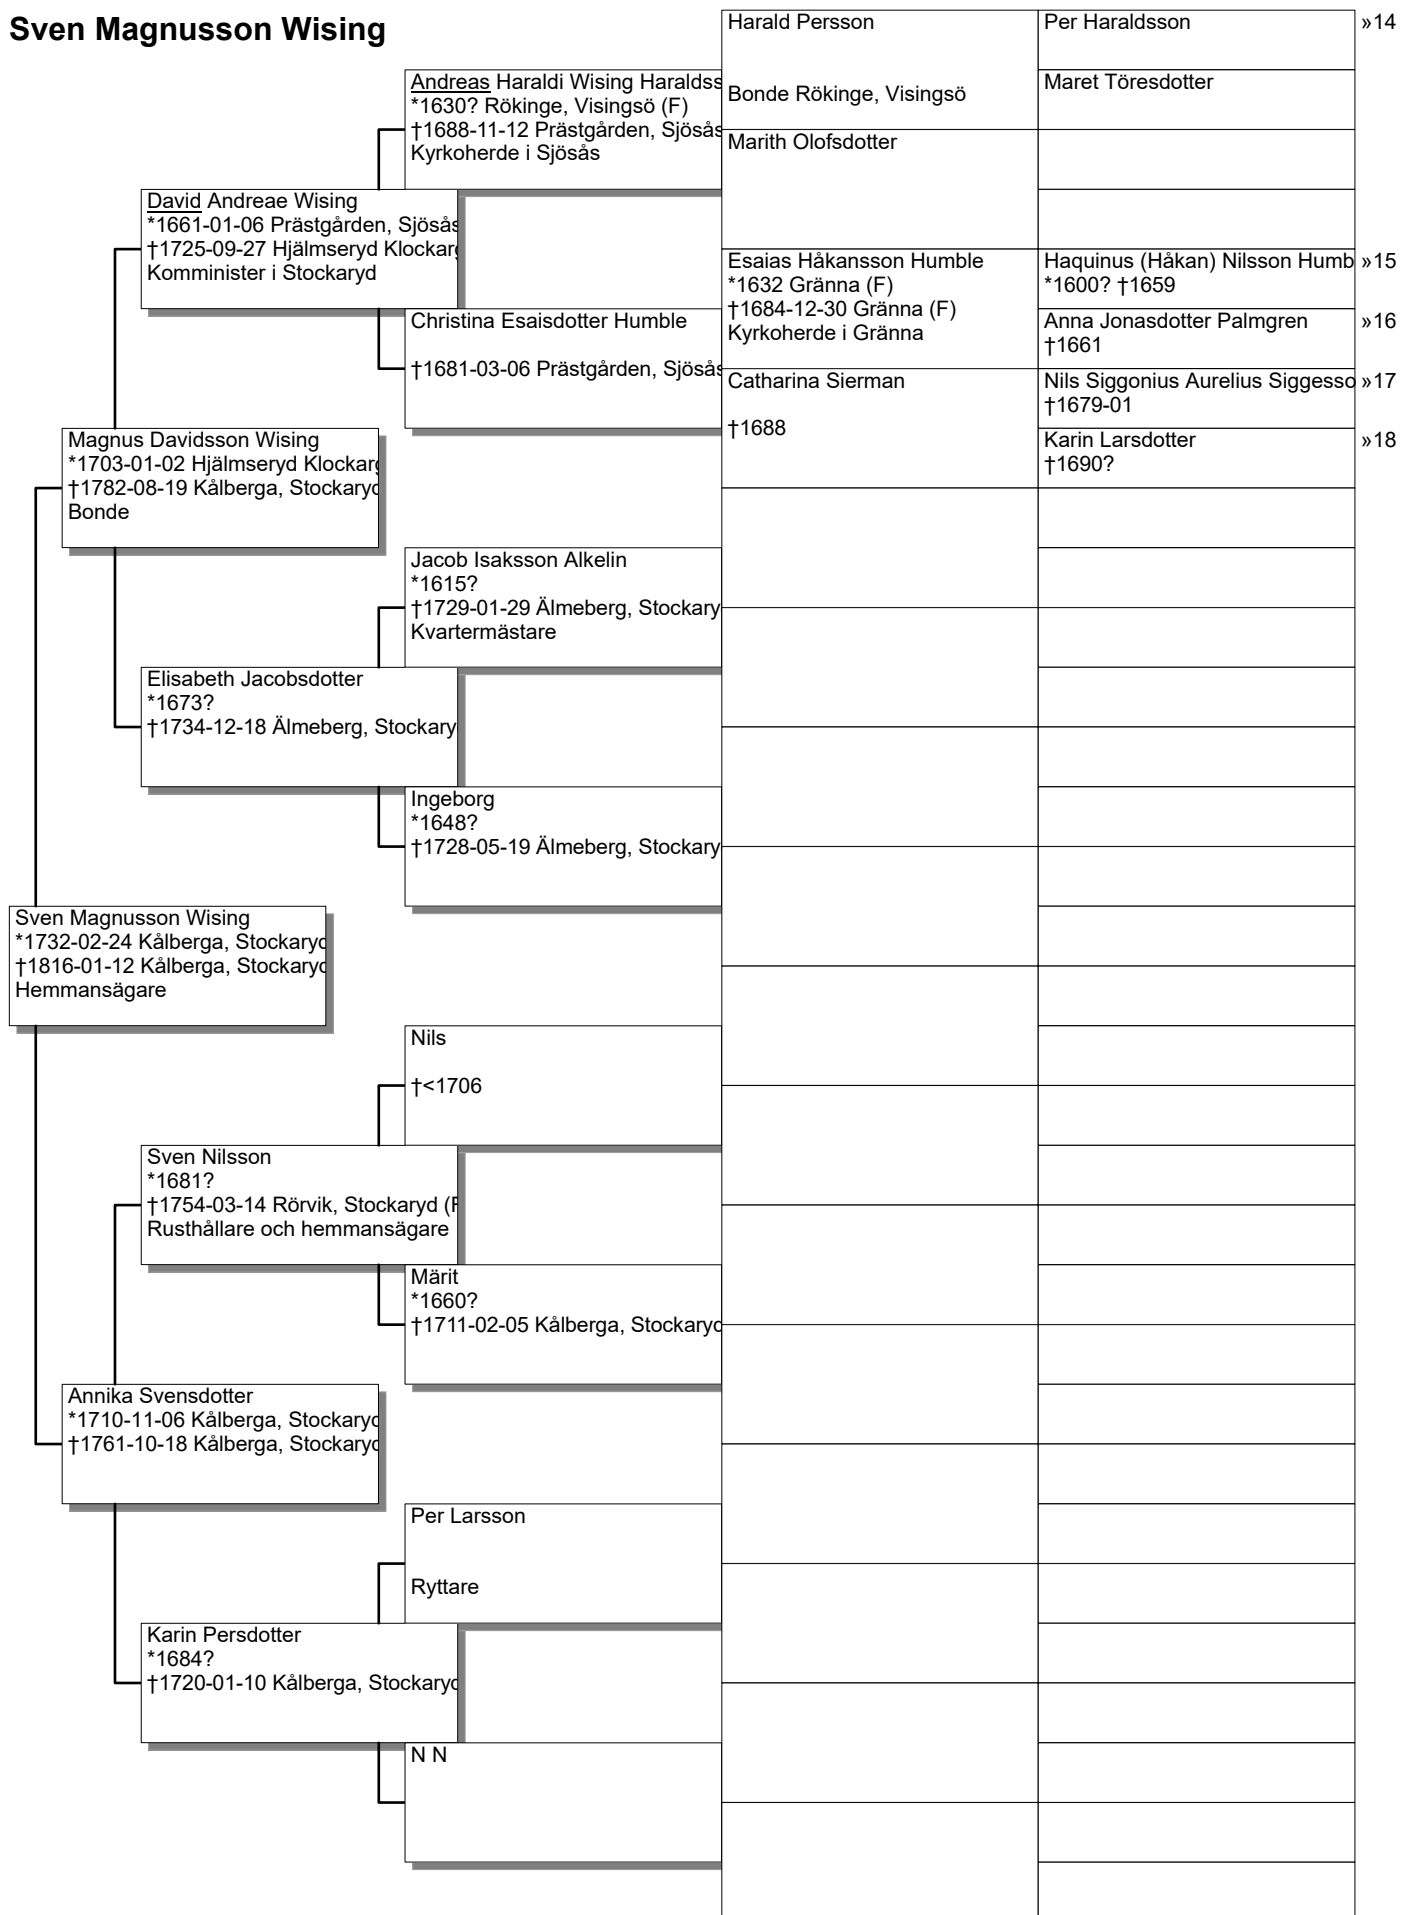 Sven Magnusson Wising
Harald Persson
Bonde Rökinge, Visingsö
Per Haraldsson
»14
Maret Töresdotter
Andreas Haraldi Wising Haraldss
*1630? Rökinge, Visingsö (F)
†1688-11-12 Prästgården, Sjösås
Kyrkoherde i Sjösås
Marith Olofsdotter
David Andreae Wising
*1661-01-06 Prästgården, Sjösås
†1725-09-27 Hjälmseryd Klockarg
Komminister i Stockaryd
Esaias Håkansson Humble
*1632 Gränna (F)
†1684-12-30 Gränna (F)
Kyrkoherde i Gränna
Haquinus (Håkan) Nilsson Humb
*1600? †1659
»15
Christina Esaisdotter Humble
†1681-03-06 Prästgården, Sjösås
Anna Jonasdotter Palmgren
†1661
»16
Catharina Sierman
†1688
Nils Siggonius Aurelius Siggesso
†1679-01
»17
Karin Larsdotter
†1690?
»18
Magnus Davidsson Wising
*1703-01-02 Hjälmseryd Klockarg
†1782-08-19 Kålberga, Stockaryd
Bonde
Jacob Isaksson Alkelin
*1615?
†1729-01-29 Älmeberg, Stockary
Kvartermästare
Elisabeth Jacobsdotter
*1673?
†1734-12-18 Älmeberg, Stockary
Ingeborg
*1648?
†1728-05-19 Älmeberg, Stockary
Sven Magnusson Wising
*1732-02-24 Kålberga, Stockaryd
†1816-01-12 Kålberga, Stockaryd
Hemmansägare
Nils
†<1706
Sven Nilsson
*1681?
†1754-03-14 Rörvik, Stockaryd (F
Rusthållare och hemmansägare
Märit
*1660?
†1711-02-05 Kålberga, Stockaryd
Annika Svensdotter
*1710-11-06 Kålberga, Stockaryd
†1761-10-18 Kålberga, Stockaryd
Per Larsson
Ryttare
Karin Persdotter
*1684?
†1720-01-10 Kålberga, Stockaryd
N N